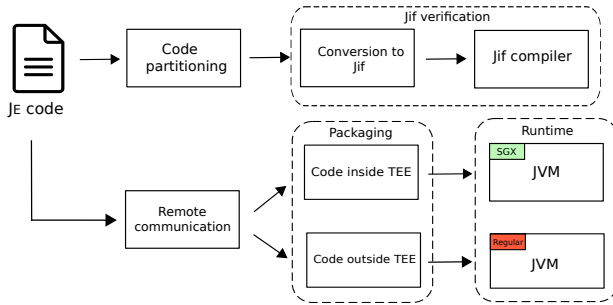 Jif verification
Code
partitioning
Conversion to
Jif
Jif compiler
JE code
Packaging
Runtime
Code inside TEE
SGX
JVM
Remote
communication
Code outside TEE
Regular
JVM